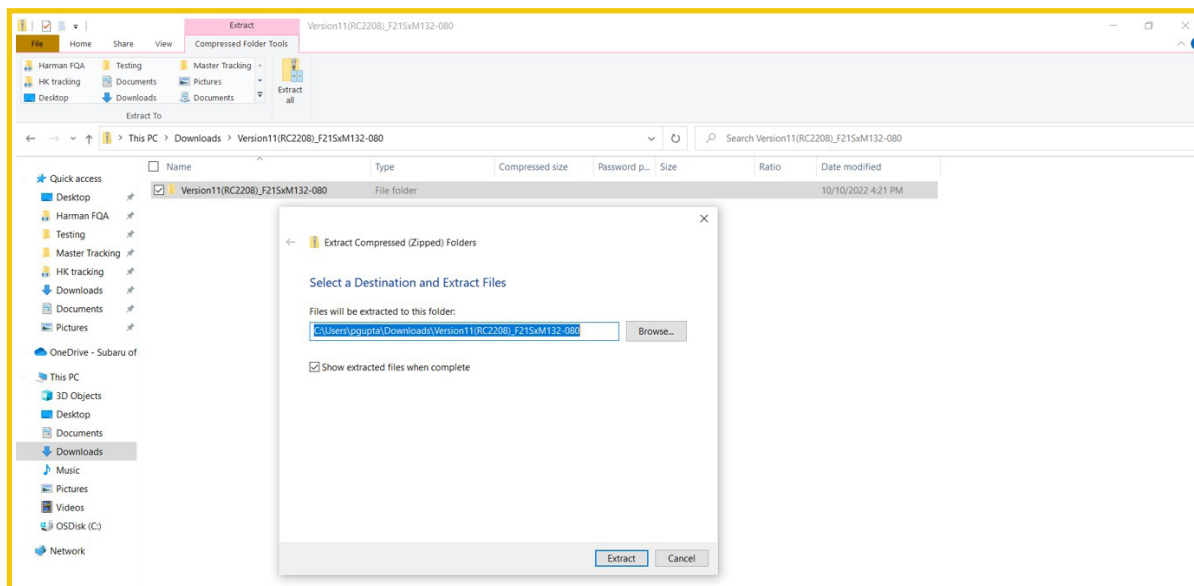 Extract
Version11(RC2208)_F21SxM132-080
File Home Share View Compressed Folder Tools
Harman FQA Testing Master Tracking
HK tracking Documents Pictures
Desktop Downloads Documents
Extract all
Extract To
This PC > Downloads > Version11(RC2208)_F21SxM132-080
Search Version11(RC2208)_F21SxM132-080
Name Type Compressed size Password p... Size Ratio Date modified
Version11(RC2208)_F21SxM132-080 File folder 10/10/2022 4:21 PM
Quick access
Desktop
Harman FQA
Testing
Master Tracking
HK tracking
Downloads
Documents
Pictures
OneDrive - Subaru of
This PC
3D Objects
Desktop
Documents
Downloads
Music
Pictures
Videos
OSDisk (C:)
Network
Extract Compressed (Zipped) Folders
Select a Destination and Extract Files
Files will be extracted to this folder:
C:\Users\pgupta\Downloads\Version11(RC2208)_F21SxM132-080
Browse...
Show extracted files when complete
Extract Cancel